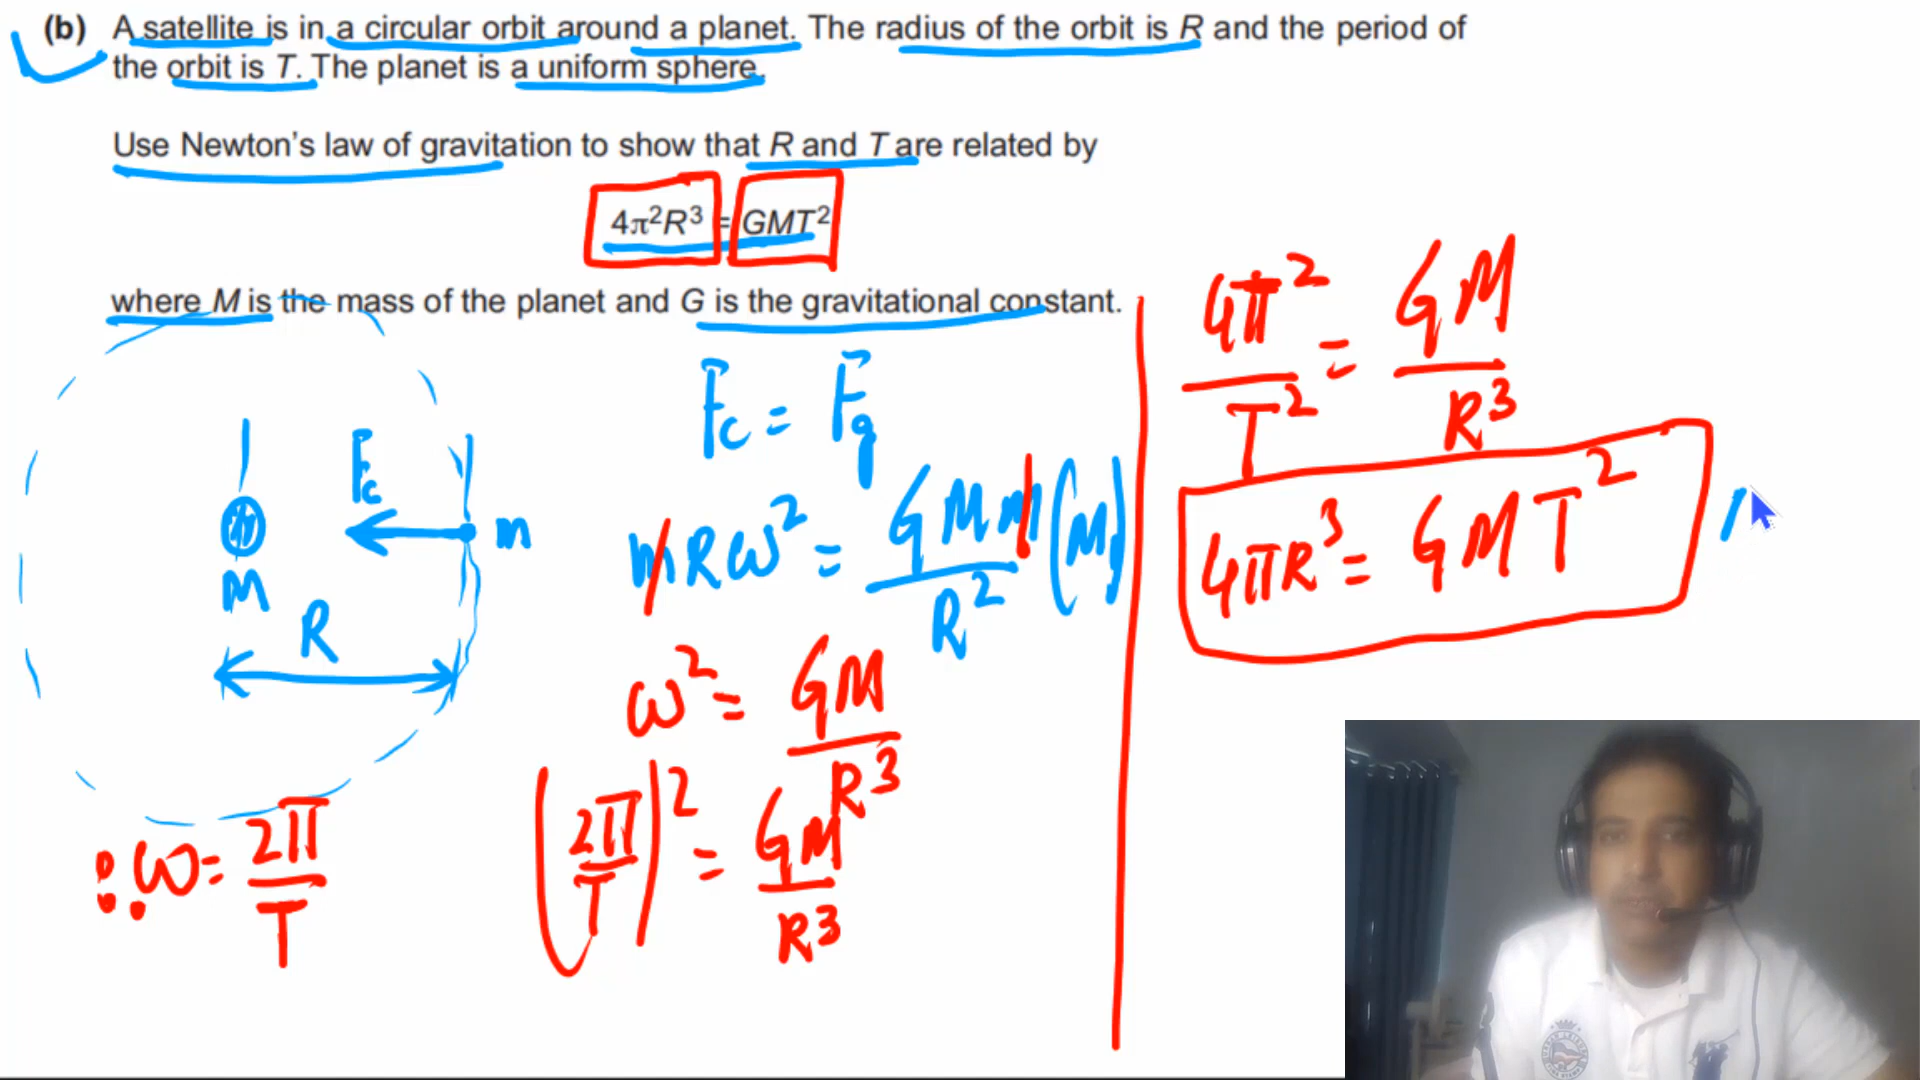 (b) A satellite is in a circular orbit around a planet. The radius of the orbit is R and the period of
the orbit is T. The planet is a uniform sphere.
Use Newton's law of gravitation to show that R and T are related by
4π²R³ = GMT²
where M is the mass of the planet and G is the gravitational constant.
Fc
m
M
R
∴ ω = 2π/T
Fc = Fg
mRω² = GMm/R² (M)
ω² = GM/R³
(2π/T)² = GM/R³
4π²/T² = GM/R³
4πR³ = GMT²